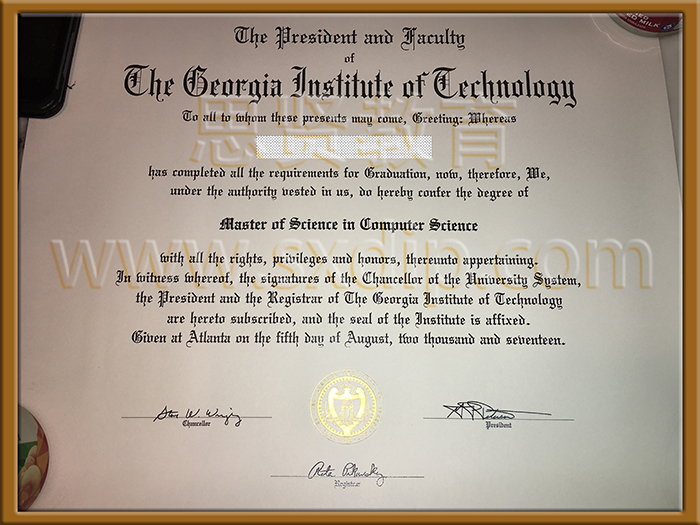 The President and Faculty
of
The Georgia Institute of Technology
To all to whom these presents may come, Greeting: Whereas
思贤教育
has completed all the requirements for Graduation, now, therefore, We,
under the authority vested in us, do hereby confer the degree of
Master of Science in Computer Science
www.sxdip.com
with all the rights, privileges and honors, thereunto appertaining.
In witness whereof, the signatures of the Chancellor of the University System,
the President and the Registrar of The Georgia Institute of Technology
are hereto subscribed, and the seal of the Institute is affixed.
Given at Atlanta on the fifth day of August, two thousand and seventeen.
Chancellor
President
Registrar